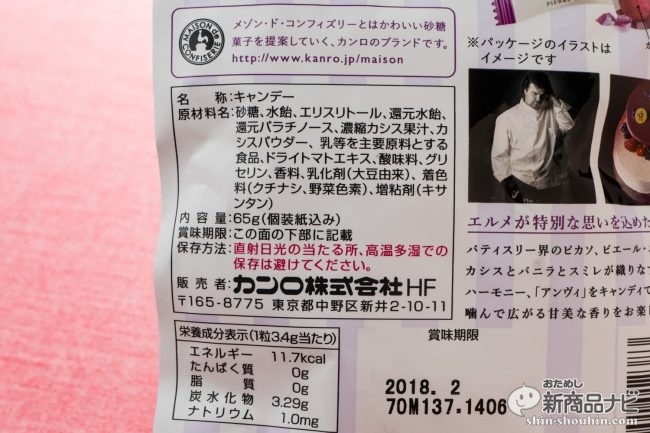 MAISON de CONFISERIE
メゾン・ド・コンフィズリーとはかわいい砂糖
菓子を提案していく、カンロのブランドです。
http://www.kanro.jp/maison
※パッケージのイラストは
イメージです
名　称:キャンデー
原材料名:砂糖、水飴、エリスリトール、還元水飴、
還元パラチノース、濃縮カシス果汁、カ
シスパウダー、乳等を主要原料とする
食品、ドライトマトエキス、酸味料、グリ
セリン、香料、乳化剤(大豆由来)、着色
料(クチナシ、野菜色素)、増粘剤(キサ
ンタン)
内 容 量:65g(個装紙込み)
賞味期限:この面の下部に記載
保存方法:直射日光の当たる所、高温多湿での
保存は避けてください。
販 売 者:カンロ株式会社 HF
〒165-8775 東京都中野区新井2-10-11
栄養成分表示(1粒3.4g当たり)
エネルギー 11.7kcal
たんぱく質 0g
脂質 0g
炭水化物 3.29g
ナトリウム 1.0mg
エルメが特別な思いを込めた
パティスリー界のピカソ、ピエール・
カシスとバニラとスミレが織りな
ハーモニー、「アンヴィ」をキャンディで
噛んで広がる甘美な香りをお楽し
賞味期限
2018. 2
70M137.1406
おためし
新商品ナビ
shin-shouhin.com